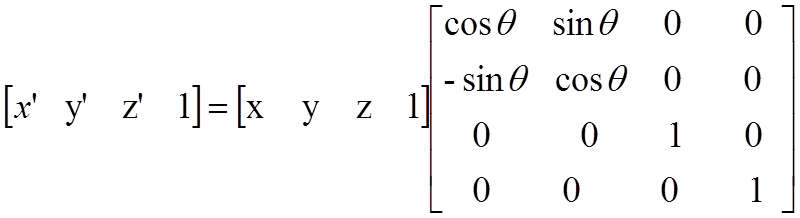 cosθ sinθ 0 0
- sinθ cosθ 0 0
[x' y' z' 1]=[x y z 1]
0 0 1 0
0 0 0 1